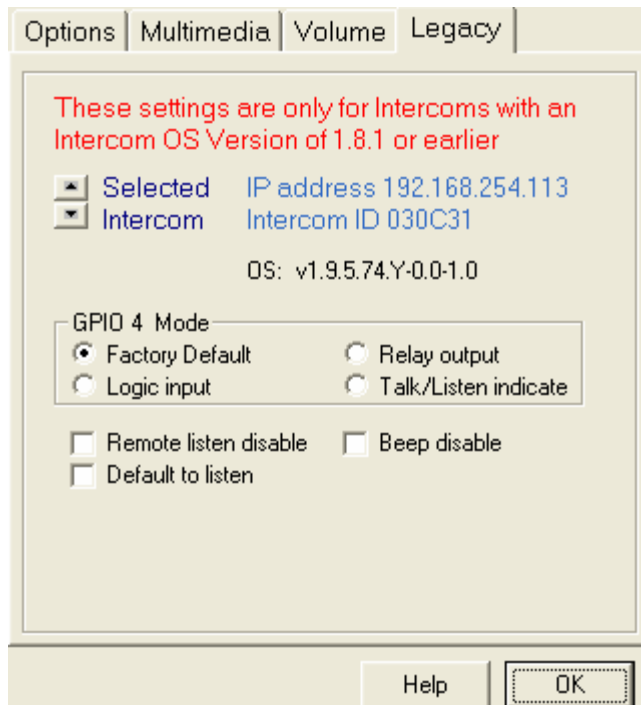 Options Multimedia Volume Legacy
These settings are only for Intercoms with an
Intercom OS Version of 1.8.1 or earlier
Selected IP address 192.168.254.113
Intercom Intercom ID 030C31
OS: v1.9.5.74.Y-0.0-1.0
GPIO 4 Mode
Factory Default Relay output
Logic input Talk/Listen indicate
Remote listen disable Beep disable
Default to listen
Help OK